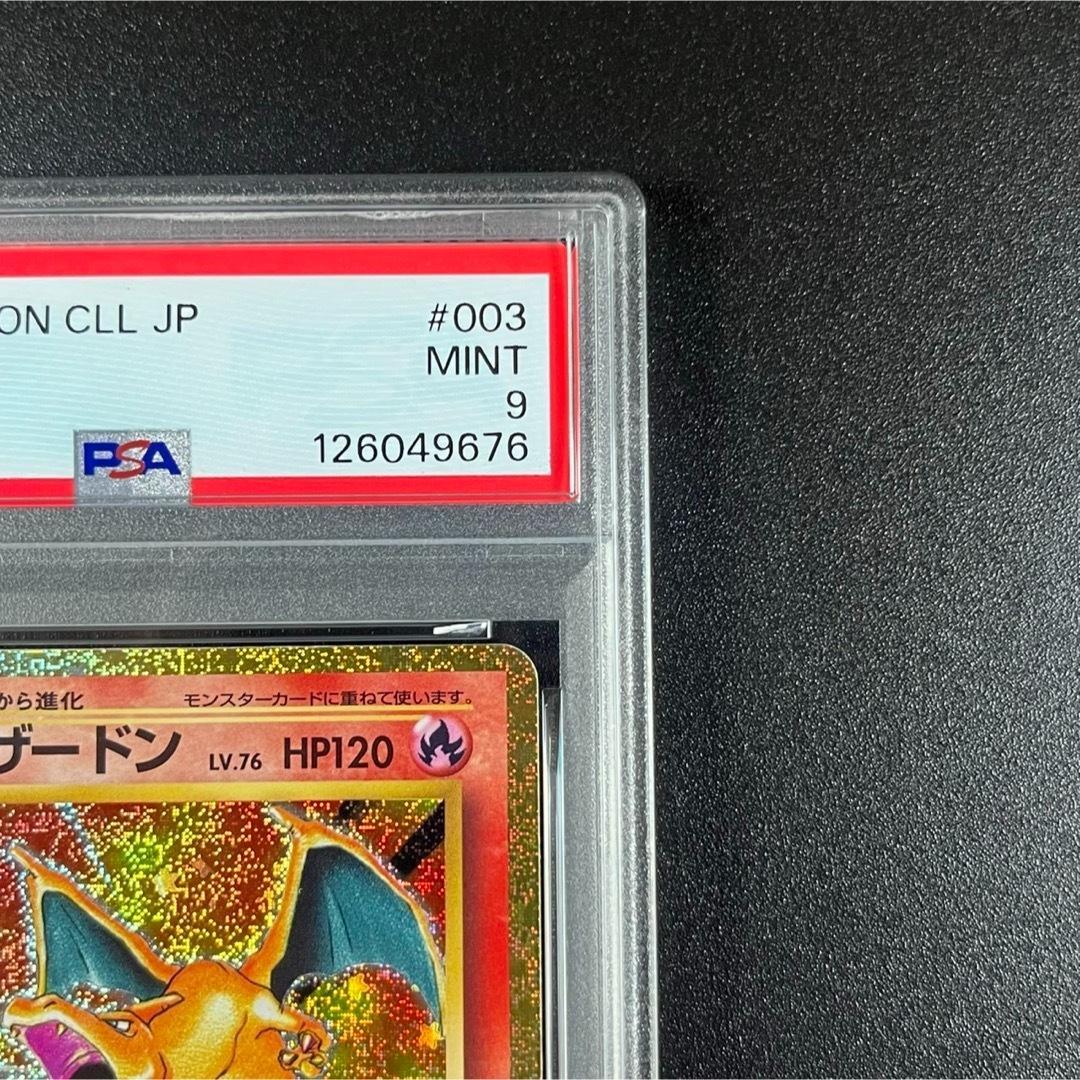 ON CLL JP #003
MINT
9
PSA 126049676
から進化 モンスターカードに重ねて使います。
ザードン LV.76 HP120